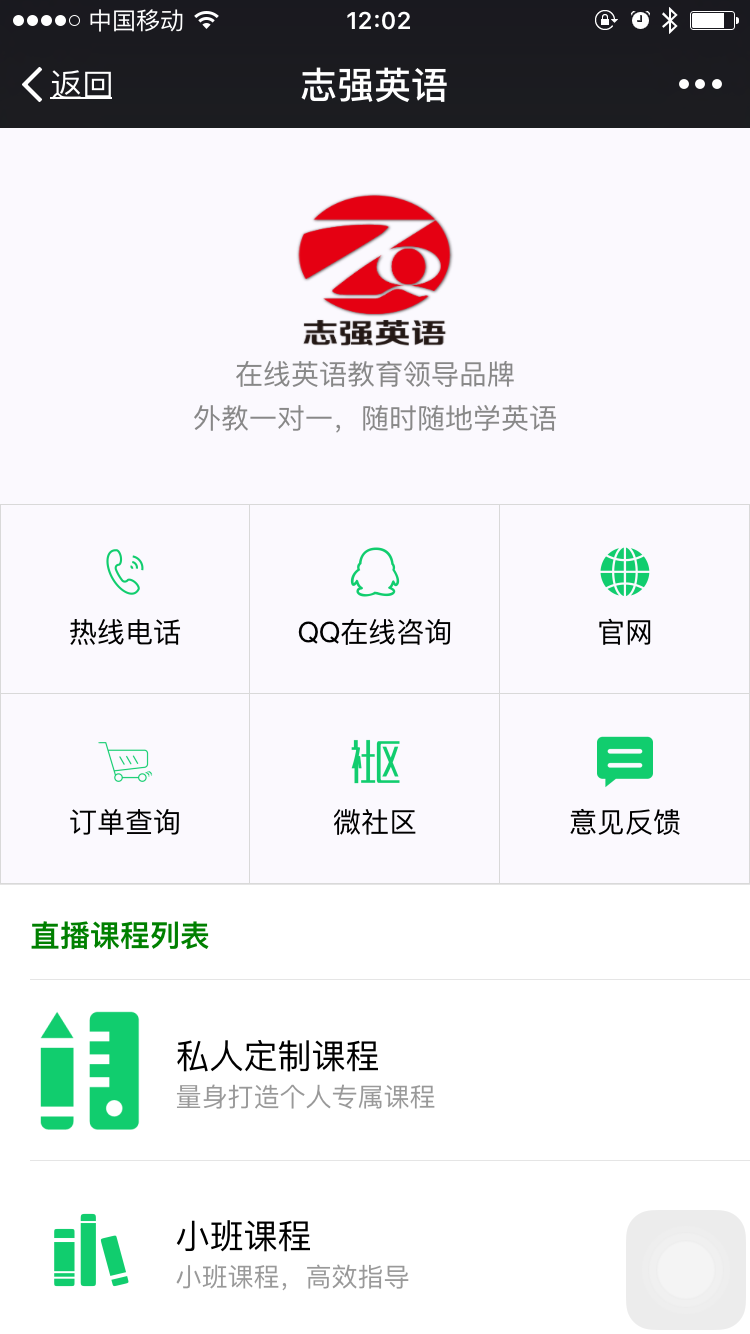 中国移动
12:02
返回
志强英语
志强英语
在线英语教育领导品牌
外教一对一，随时随地学英语
热线电话
QQ在线咨询
官网
订单查询
社区
微社区
意见反馈
直播课程列表
私人定制课程
量身打造个人专属课程
小班课程
小班课程，高效指导